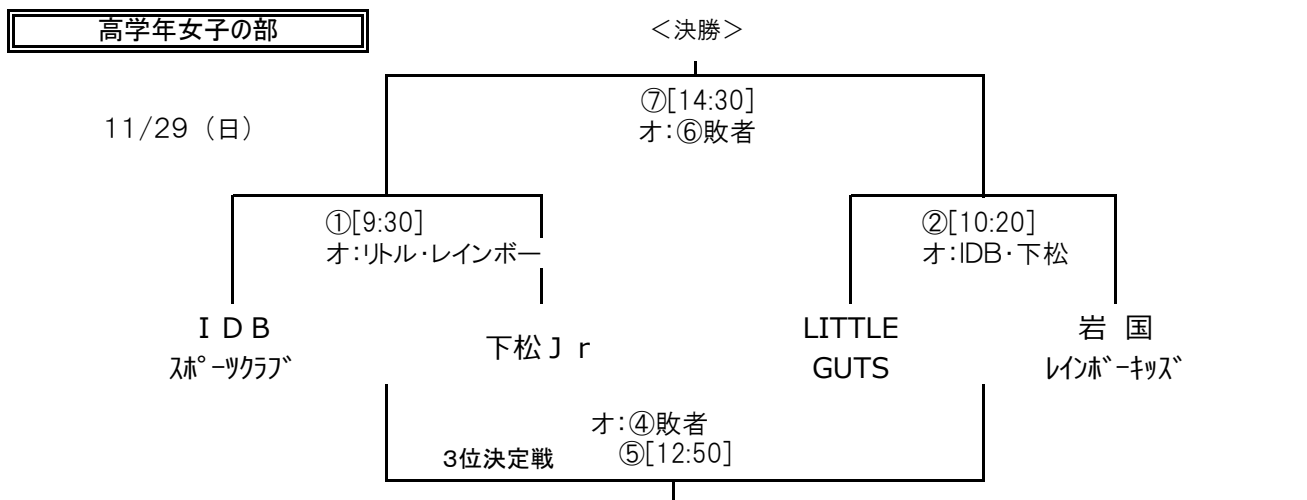 高学年女子の部
＜決勝＞
⑦[14:30]
オ：⑥敗者
11/29（日）
①[9:30]
オ：リトル・レインボー
②[10:20]
オ：IDB・下松
ＩＤＢ
ｽﾎﾟｰﾂｸﾗﾌﾞ
下松Ｊｒ
LITTLE
GUTS
岩 国
ﾚｲﾝﾎﾞｰｷｯｽﾞ
オ：④敗者
3位決定戦 ⑤[12:50]